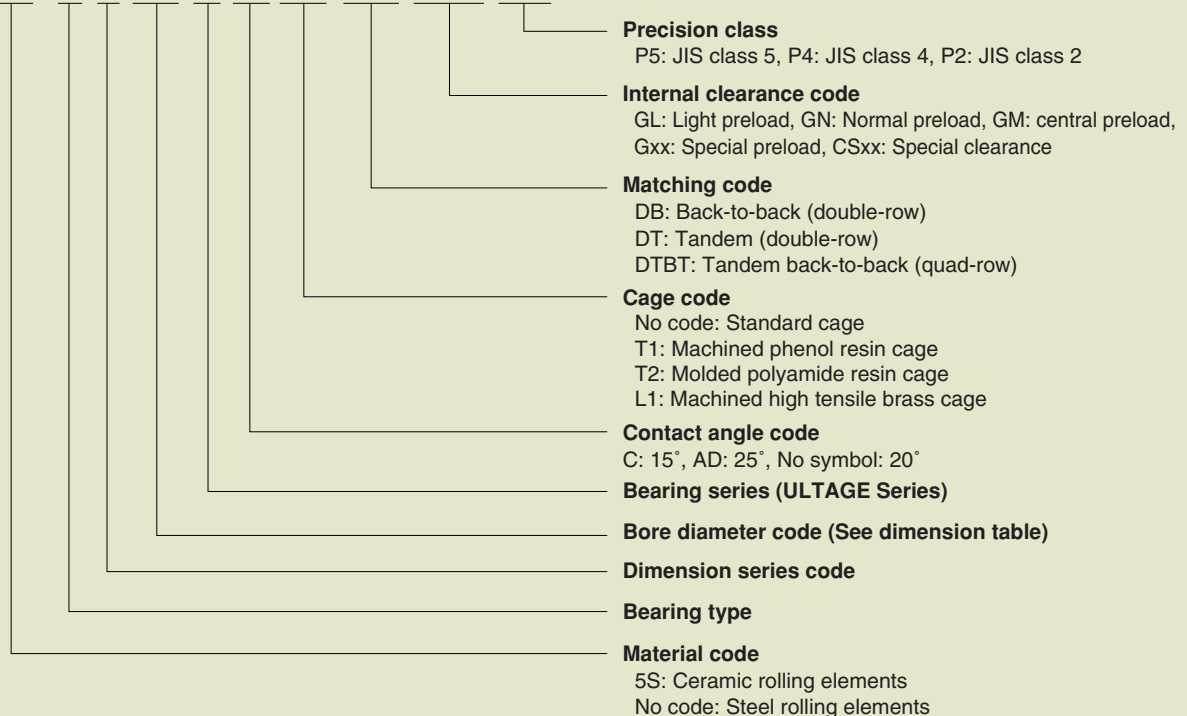 Precision class
P5: JIS class 5, P4: JIS class 4, P2: JIS class 2
Internal clearance code
GL: Light preload, GN: Normal preload, GM: central preload,
Gxx: Special preload, CSxx: Special clearance
Matching code
DB: Back-to-back (double-row)
DT: Tandem (double-row)
DTBT: Tandem back-to-back (quad-row)
Cage code
No code: Standard cage
T1: Machined phenol resin cage
T2: Molded polyamide resin cage
L1: Machined high tensile brass cage
Contact angle code
C: 15˚, AD: 25˚, No symbol: 20˚
Bearing series (ULTAGE Series)
Bore diameter code (See dimension table)
Dimension series code
Bearing type
Material code
5S: Ceramic rolling elements
No code: Steel rolling elements